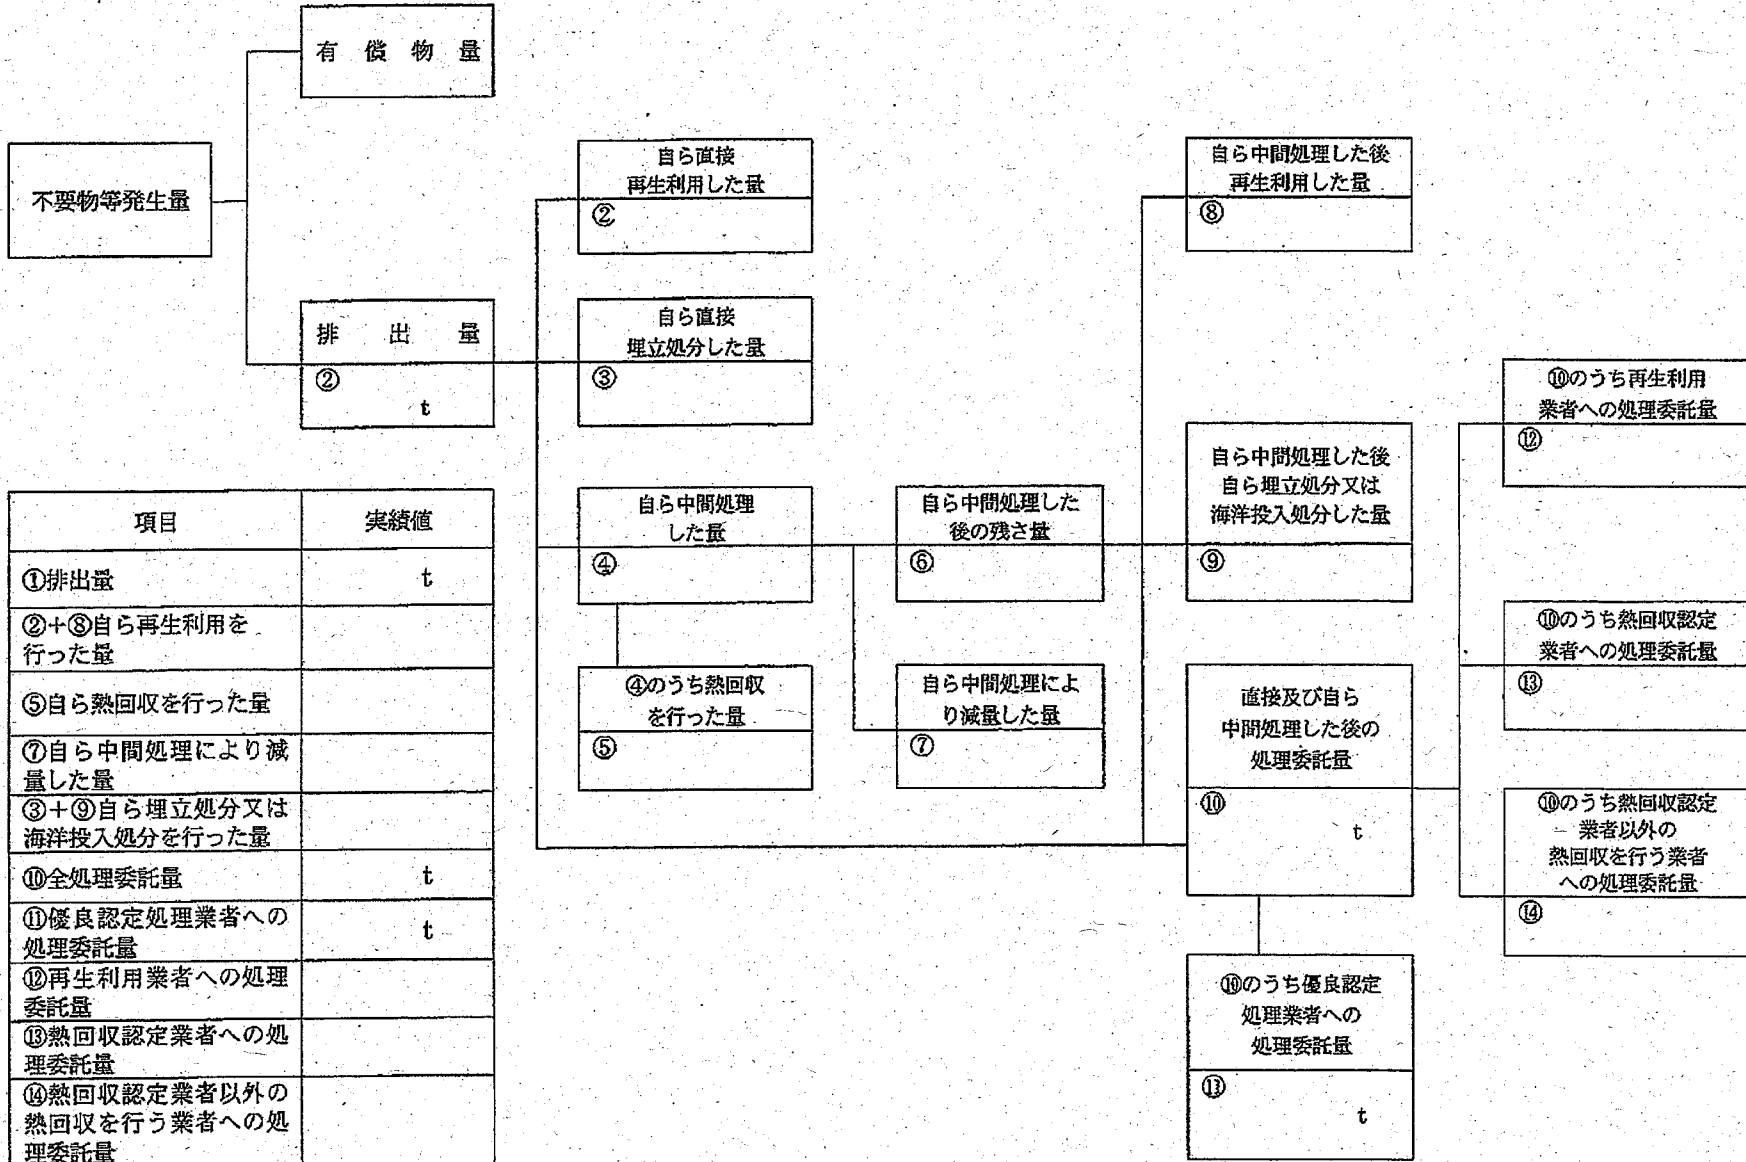 有償物量
不要物等発生量
排出量
②
t
自ら直接
再生利用した量
②
自ら直接
埋立処分した量
③
自ら中間処理
した量
④
④のうち熱回収
を行った量
⑤
自ら中間処理した
後の残さ量
⑥
自ら中間処理によ
り減量した量
⑦
自ら中間処理した後
再生利用した量
⑧
自ら中間処理した後
自ら埋立処分又は
海洋投入処分した量
⑨
直接及び自ら
中間処理した後の
処理委託量
⑩
t
⑩のうち優良認定
処理業者への
処理委託量
⑪
t
⑩のうち再生利用
業者への処理委託量
⑫
⑩のうち熱回収認定
業者への処理委託量
⑬
⑩のうち熱回収認定
業者以外の
熱回収を行う業者
への処理委託量
⑭
項目 実績値
①排出量 t
②+⑧自ら再生利用を
行った量
⑤自ら熱回収を行った量
⑦自ら中間処理により減
量した量
③+⑨自ら埋立処分又は
海洋投入処分を行った量
⑩全処理委託量 t
⑪優良認定処理業者への
処理委託量 t
⑫再生利用業者への処理
委託量
⑬熱回収認定業者への処
理委託量
⑭熱回収認定業者以外の
熱回収を行う業者への処
理委託量